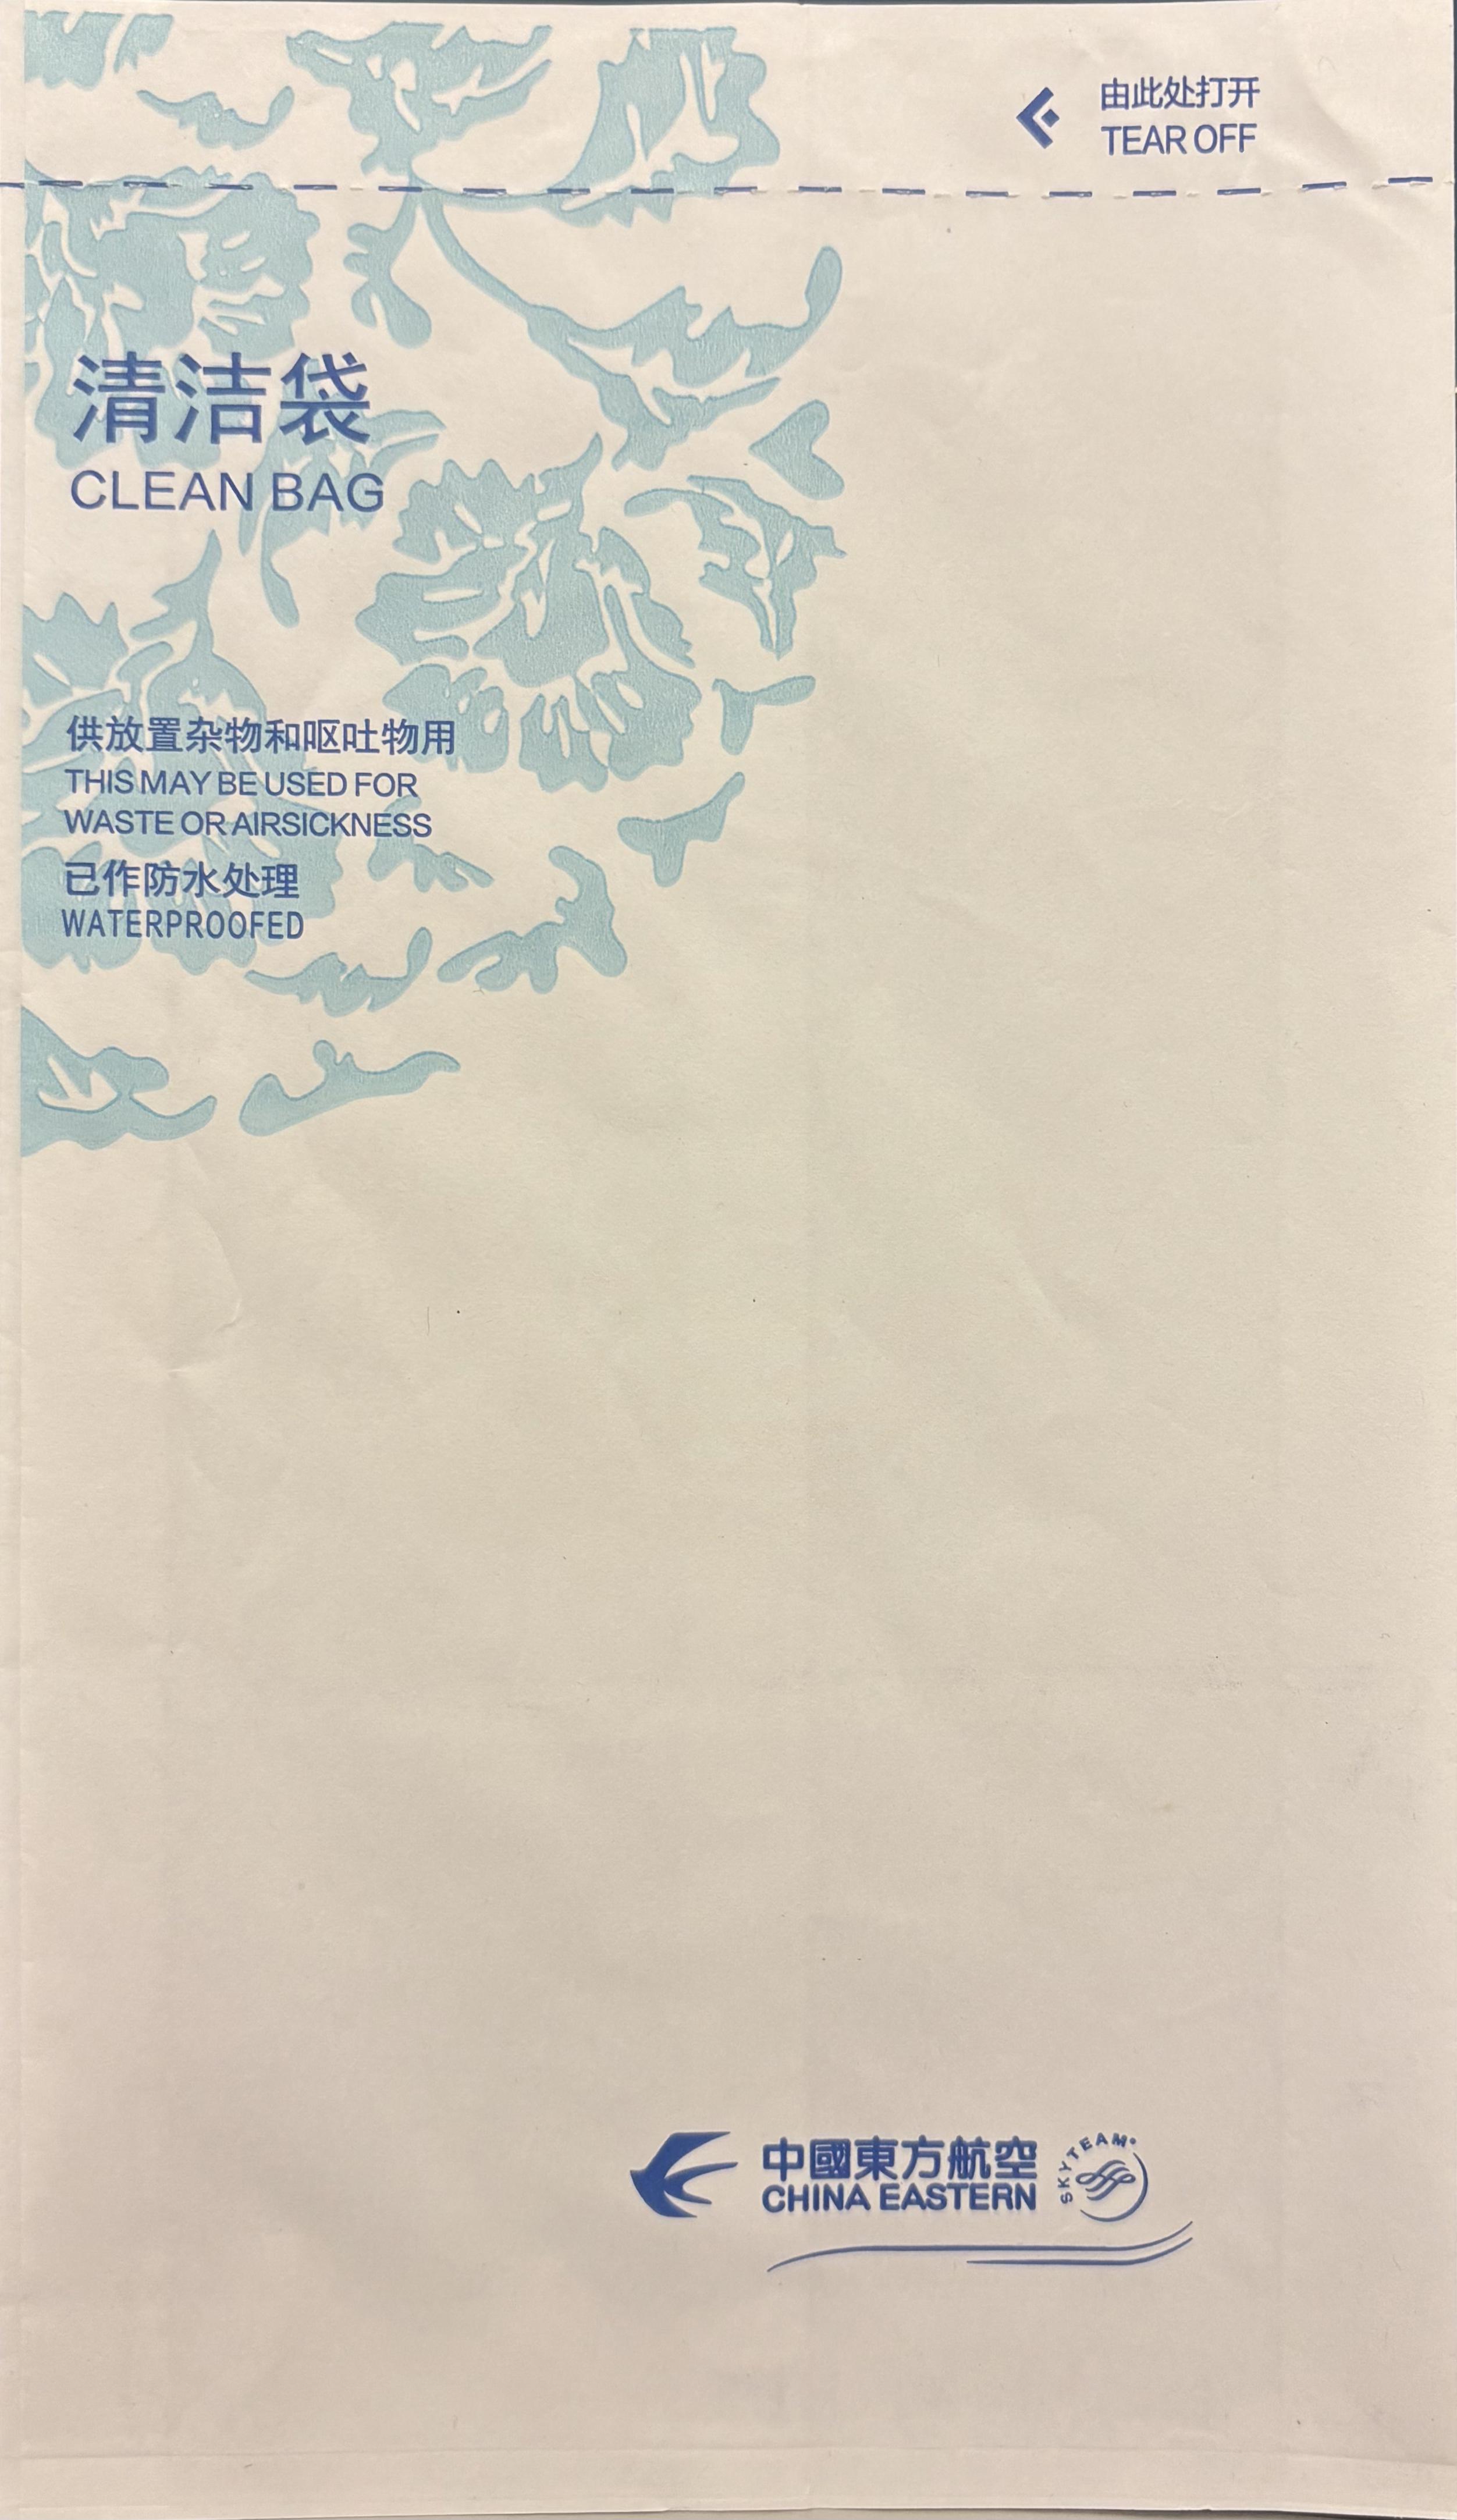 由此处打开
TEAR OFF
清洁袋
CLEAN BAG
供放置杂物和呕吐物用
THIS MAY BE USED FOR
WASTE OR AIRSICKNESS
已作防水处理
WATERPROOFED
中國東方航空
CHINA EASTERN
SKYTEAM